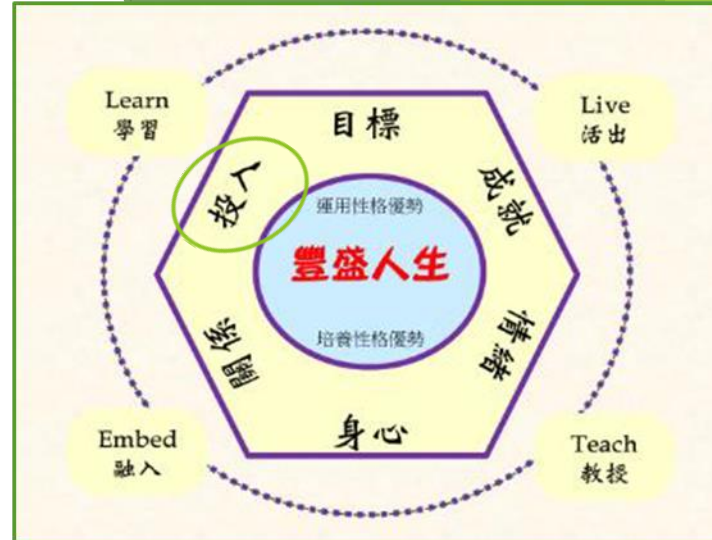 Learn
學習
Live
活出
目標
投入
成就
運用性格優勢
豐盛人生
培養性格優勢
關係
情緒
身心
Embed
融入
Teach
教授